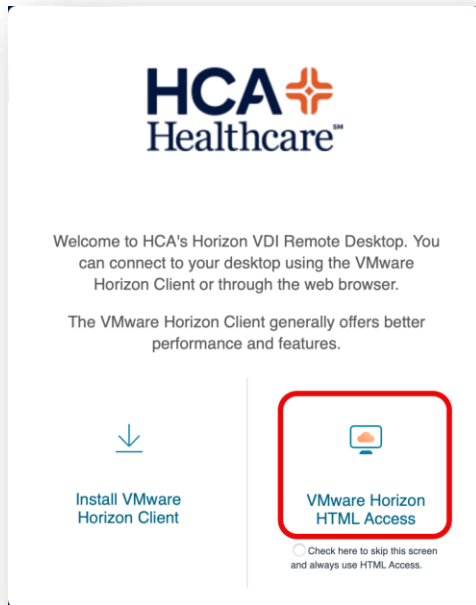 HCA
Healthcare℠
Welcome to HCA's Horizon VDI Remote Desktop. You
can connect to your desktop using the VMware
Horizon Client or through the web browser.
The VMware Horizon Client generally offers better
performance and features.
Install VMware
Horizon Client
VMware Horizon
HTML Access
Check here to skip this screen
and always use HTML Access.